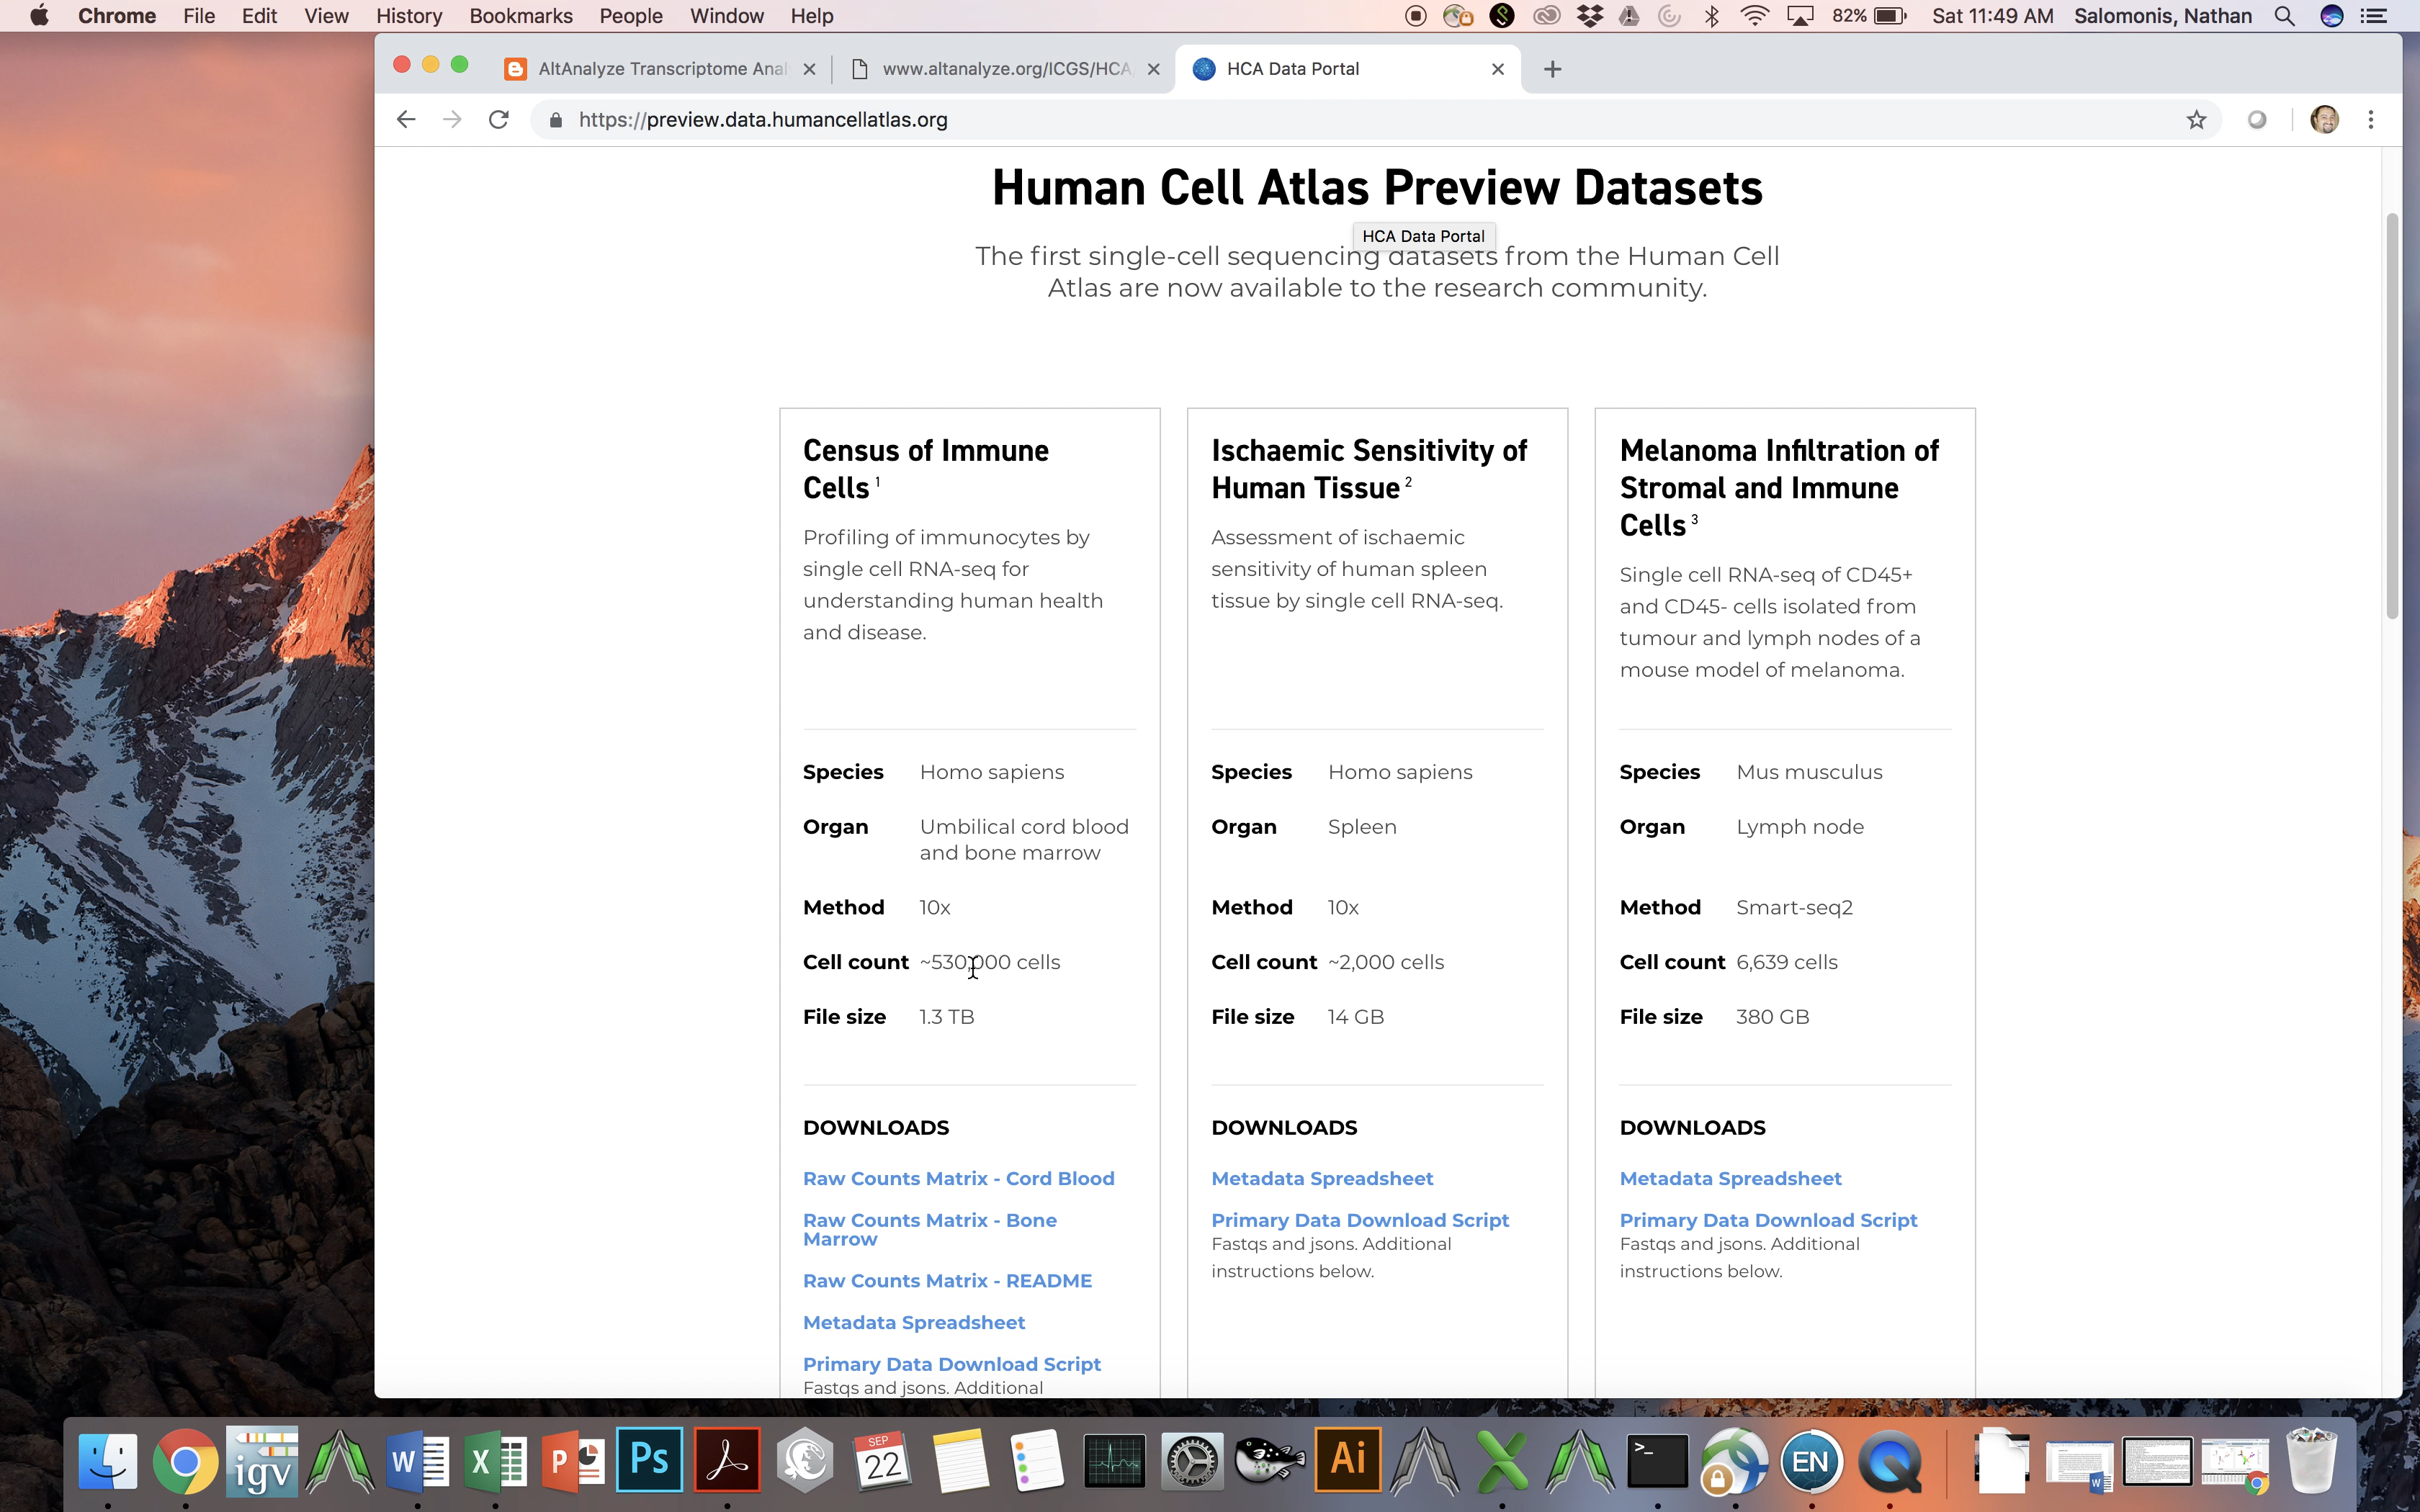 Chrome File Edit View History Bookmarks People Window Help 82% Sat 11:49 AM Salomonis, Nathan
AltAnalyze Transcriptome Anal www.altanalyze.org/ICGS/HCA HCA Data Portal
https://preview.data.humancellatlas.org
Human Cell Atlas Preview Datasets
HCA Data Portal
The first single-cell sequencing datasets from the Human Cell
Atlas are now available to the research community.
Census of Immune
Cells 1
Profiling of immunocytes by
single cell RNA-seq for
understanding human health
and disease.
Species Homo sapiens
Organ Umbilical cord blood
and bone marrow
Method 10x
Cell count ~530,000 cells
File size 1.3 TB
DOWNLOADS
Raw Counts Matrix - Cord Blood
Raw Counts Matrix - Bone
Marrow
Raw Counts Matrix - README
Metadata Spreadsheet
Primary Data Download Script
Fastqs and jsons. Additional
Ischaemic Sensitivity of
Human Tissue 2
Assessment of ischaemic
sensitivity of human spleen
tissue by single cell RNA-seq.
Species Homo sapiens
Organ Spleen
Method 10x
Cell count ~2,000 cells
File size 14 GB
DOWNLOADS
Metadata Spreadsheet
Primary Data Download Script
Fastqs and jsons. Additional
instructions below.
Melanoma Infiltration of
Stromal and Immune
Cells 3
Single cell RNA-seq of CD45+
and CD45- cells isolated from
tumour and lymph nodes of a
mouse model of melanoma.
Species Mus musculus
Organ Lymph node
Method Smart-seq2
Cell count 6,639 cells
File size 380 GB
DOWNLOADS
Metadata Spreadsheet
Primary Data Download Script
Fastqs and jsons. Additional
instructions below.
igv W X P Ps SEP 22 Ai >_ EN